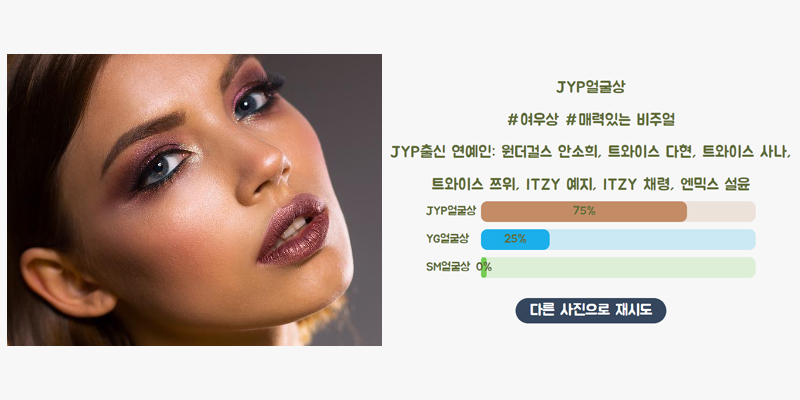 JYP얼굴상
#여우상 #매력있는 비주얼
JYP출신 연예인: 원더걸스 안소희, 트와이스 다현, 트와이스 사나,
트와이스 쯔위, ITZY 예지, ITZY 채령, 엔믹스 설윤
JYP얼굴상 75%
YG얼굴상 25%
SM얼굴상 0%
다른 사진으로 재시도